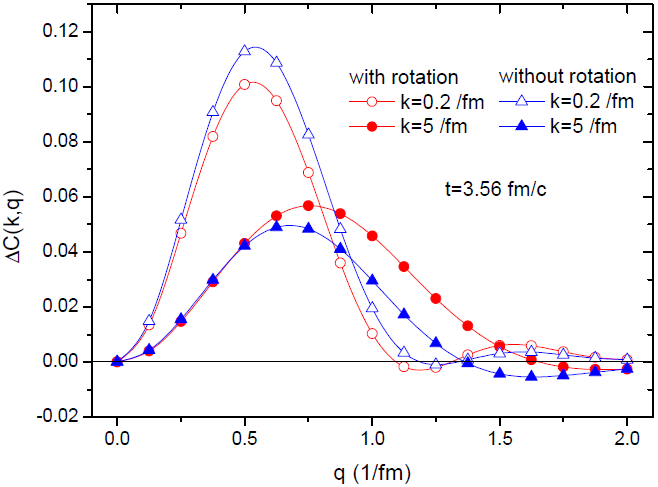 0.12
0.10
0.08
0.06
0.04
0.02
0.00
-0.02
ΔC(k,q)
with rotation without rotation
k=0.2 /fm k=0.2 /fm
k=5 /fm k=5 /fm
t=3.56 fm/c
0.0 0.5 1.0 1.5 2.0
q (1/fm)